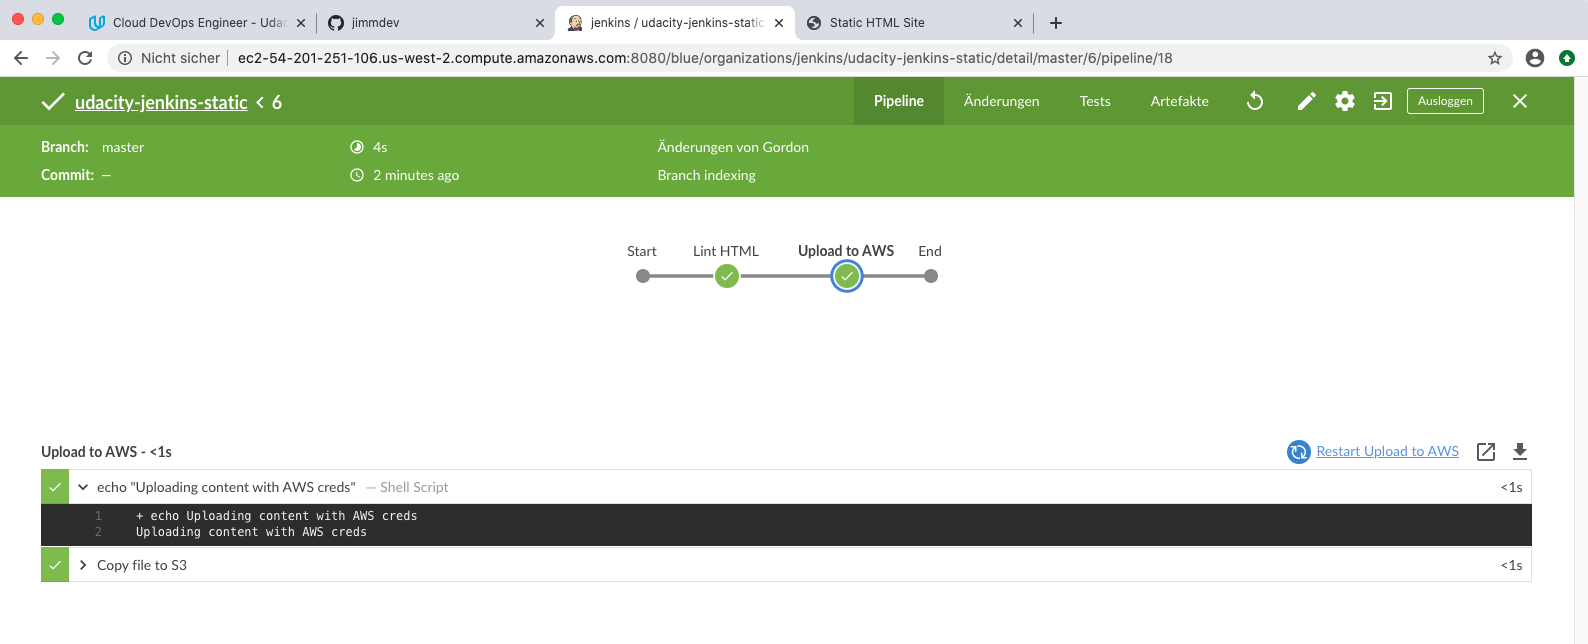 Cloud DevOps Engineer - Udac
jimmdev
jenkins / udacity-jenkins-static
Static HTML Site
Nicht sicher
ec2-54-201-251-106.us-west-2.compute.amazonaws.com:8080/blue/organizations/jenkins/udacity-jenkins-static/detail/master/6/pipeline/18
udacity-jenkins-static < 6
Pipeline
Änderungen
Tests
Artefakte
Ausloggen
Branch: master
4s
Änderungen von Gordon
Commit: —
2 minutes ago
Branch indexing
Start
Lint HTML
Upload to AWS
End
Upload to AWS - <1s
Restart Upload to AWS
echo "Uploading content with AWS creds" — Shell Script
<1s
1 + echo Uploading content with AWS creds
2 Uploading content with AWS creds
Copy file to S3
<1s